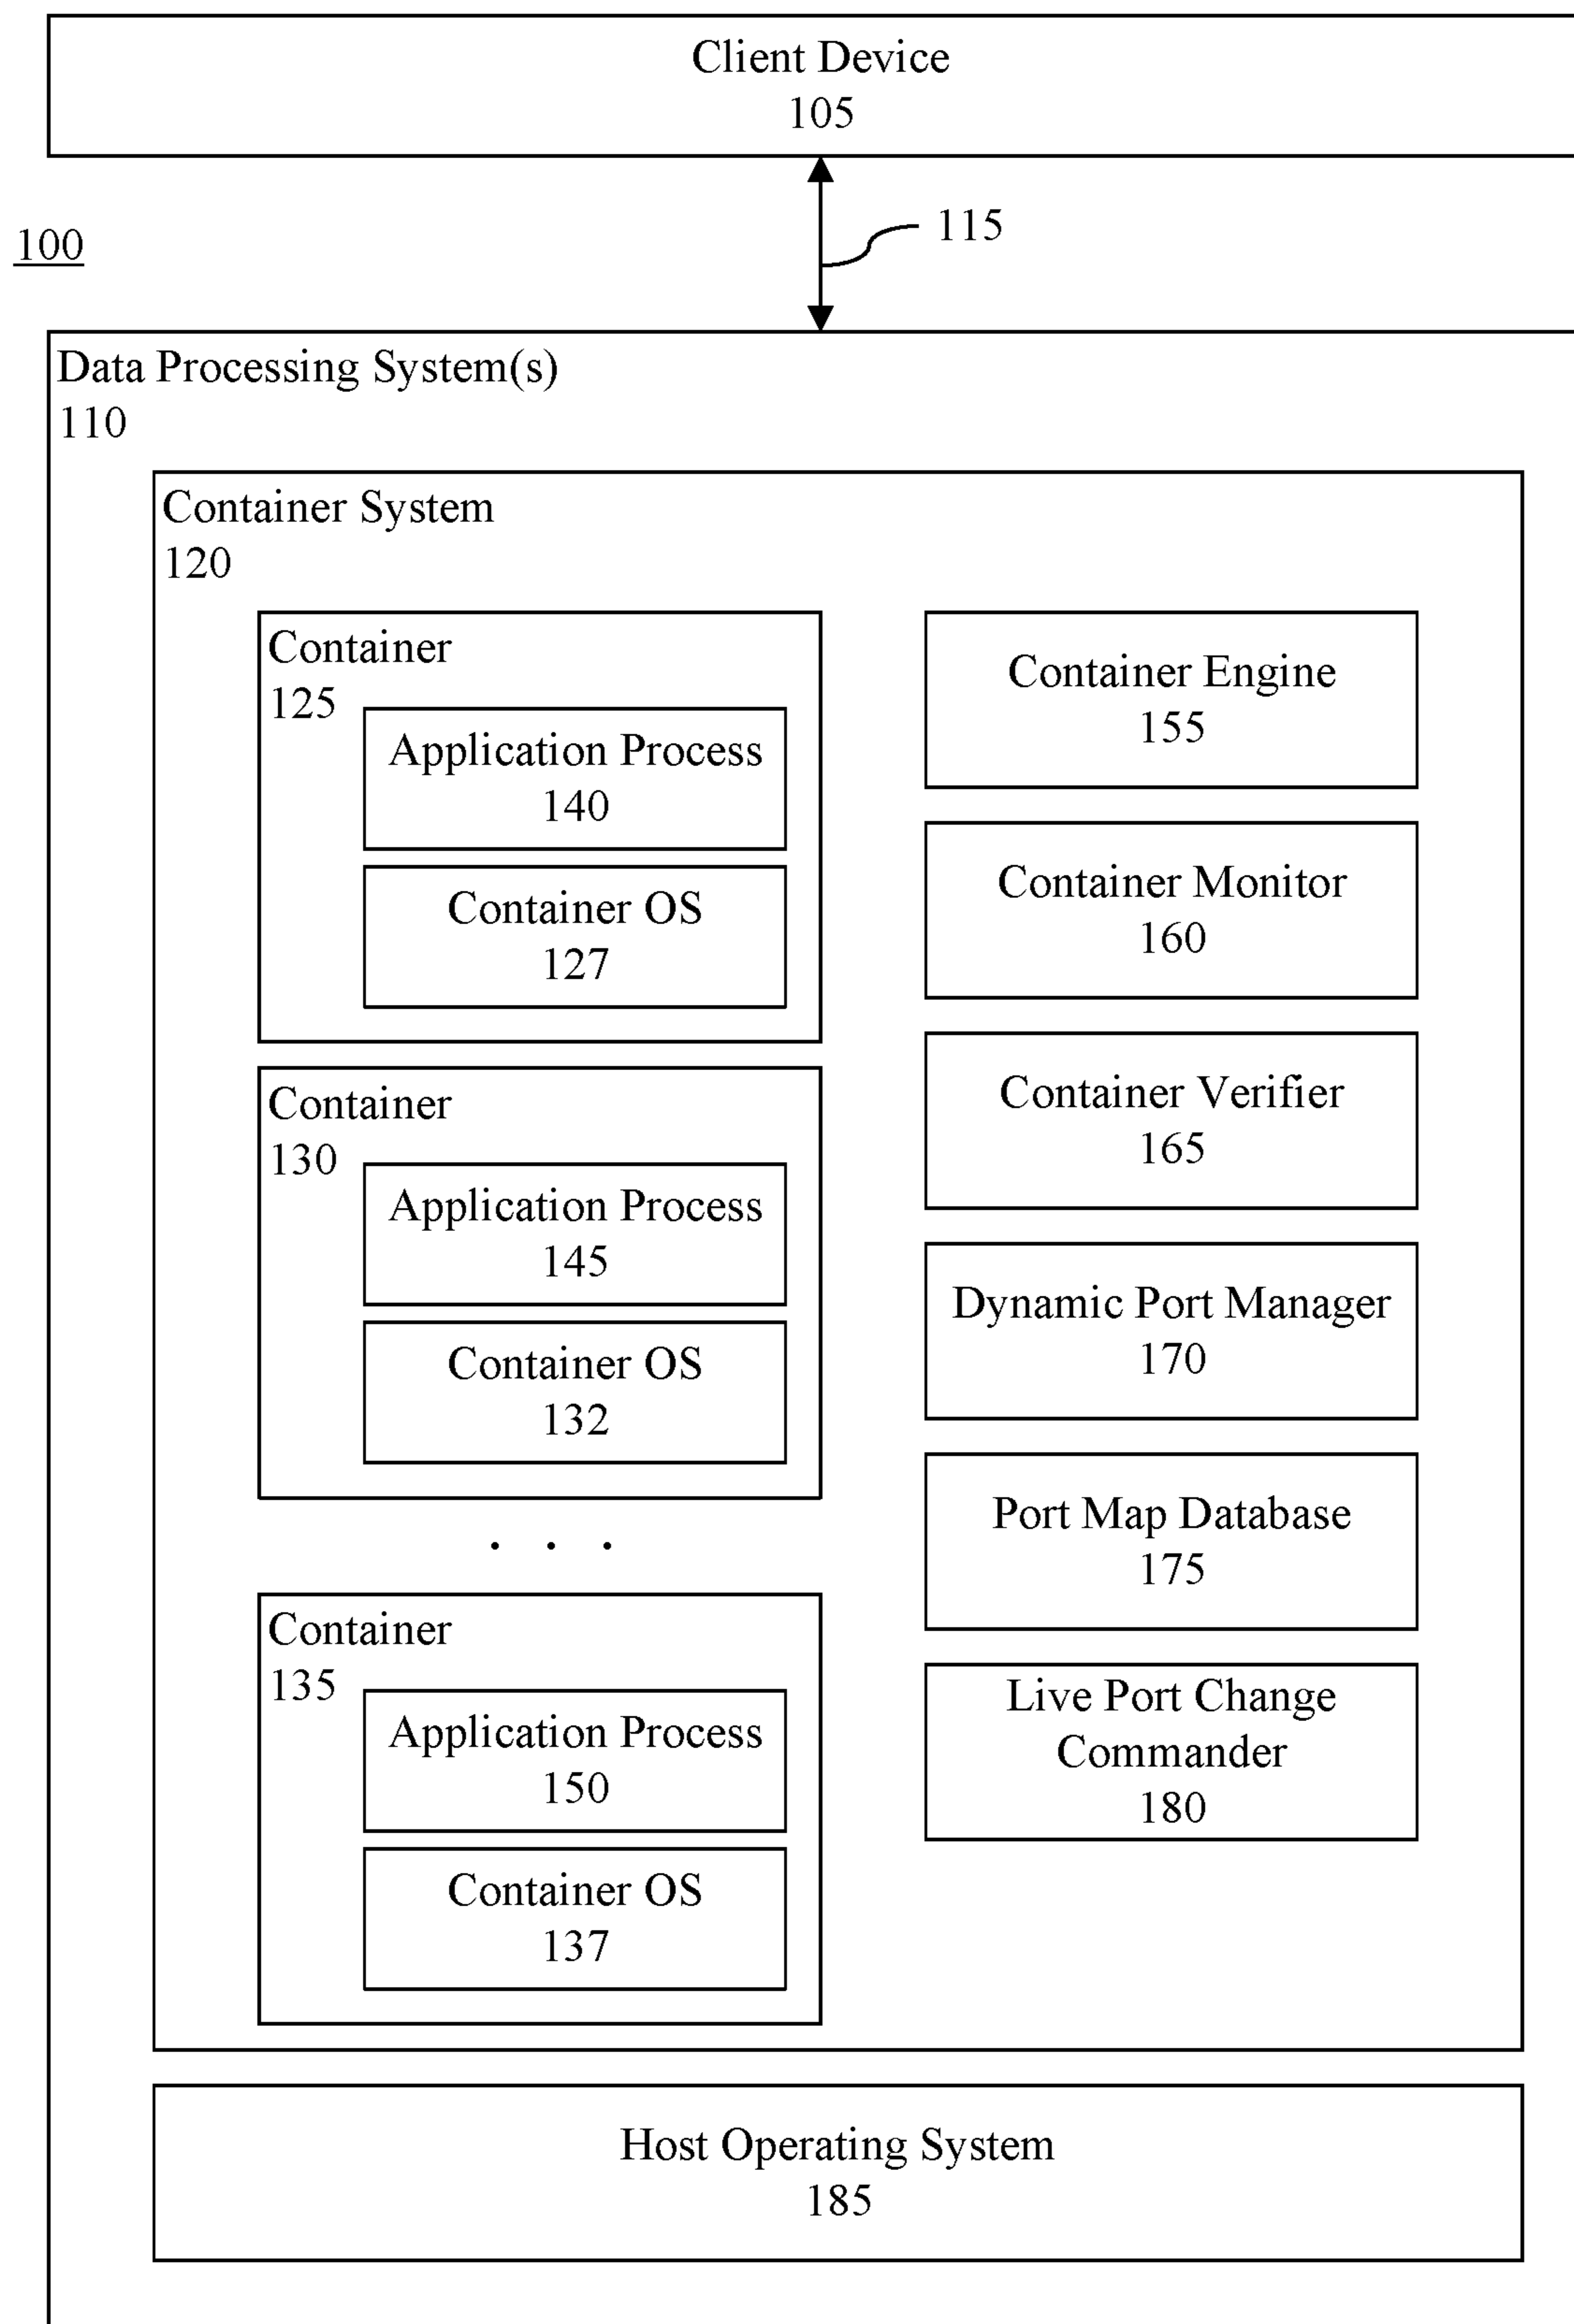 Client Device
105
115
100
Data Processing System(s)
110
Container System
120
Container
125
Application Process
140
Container OS
127
Container
130
Application Process
145
Container OS
132
. . .
Container
135
Application Process
150
Container OS
137
Container Engine
155
Container Monitor
160
Container Verifier
165
Dynamic Port Manager
170
Port Map Database
175
Live Port Change
Commander
180
Host Operating System
185